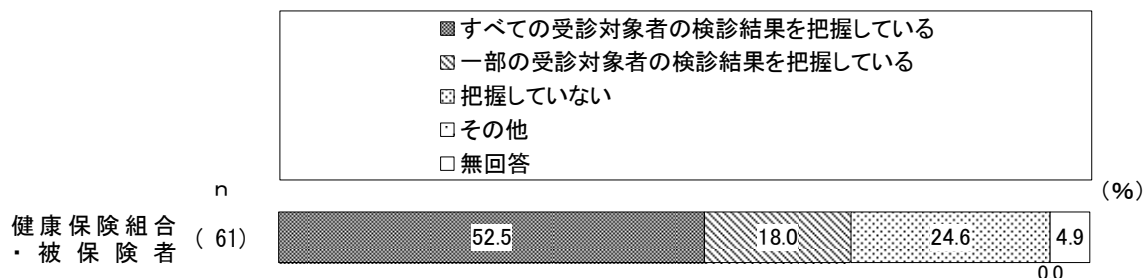 すべての受診対象者の検診結果を把握している
一部の受診対象者の検診結果を把握している
把握していない
その他
無回答
n
(%)
健康保険組合
・被保険者
( 61)
52.5
18.0
24.6
4.9
0.0